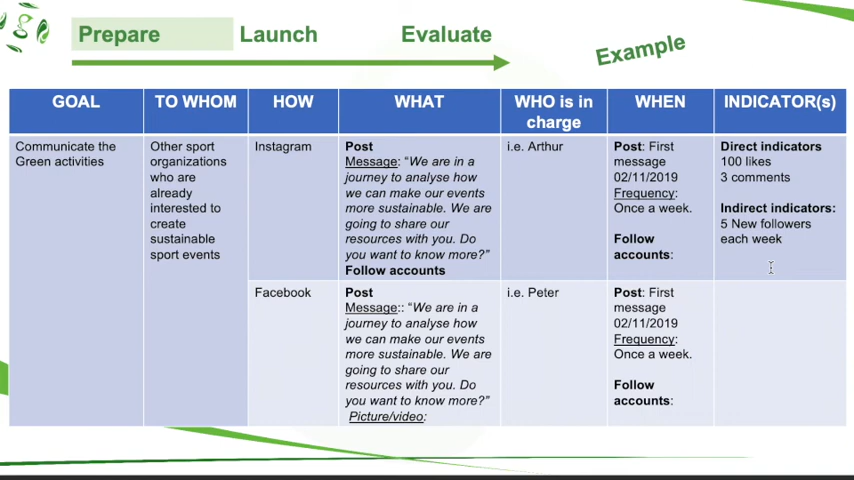 Prepare Launch Evaluate
Example
GOAL
TO WHOM
HOW
WHAT
WHO is in
charge
WHEN
INDICATOR(s)
Communicate the
Green activities
Other sport
organizations
who are
already
interested to
create
sustainable
sport events
Instagram
Post
Message: “We are in a
journey to analyse how
we can make our events
more sustainable. We are
going to share our
resources with you. Do
you want to know more?”
Follow accounts
i.e. Arthur
Post: First
message
02/11/2019
Frequency:
Once a week.
Follow
accounts:
Direct indicators
100 likes
3 comments
Indirect indicators:
5 New followers
each week
Facebook
Post
Message:: “We are in a
journey to analyse how
we can make our events
more sustainable. We are
going to share our
resources with you. Do
you want to know more?”
Picture/video:
i.e. Peter
Post: First
message
02/11/2019
Frequency:
Once a week.
Follow
accounts: